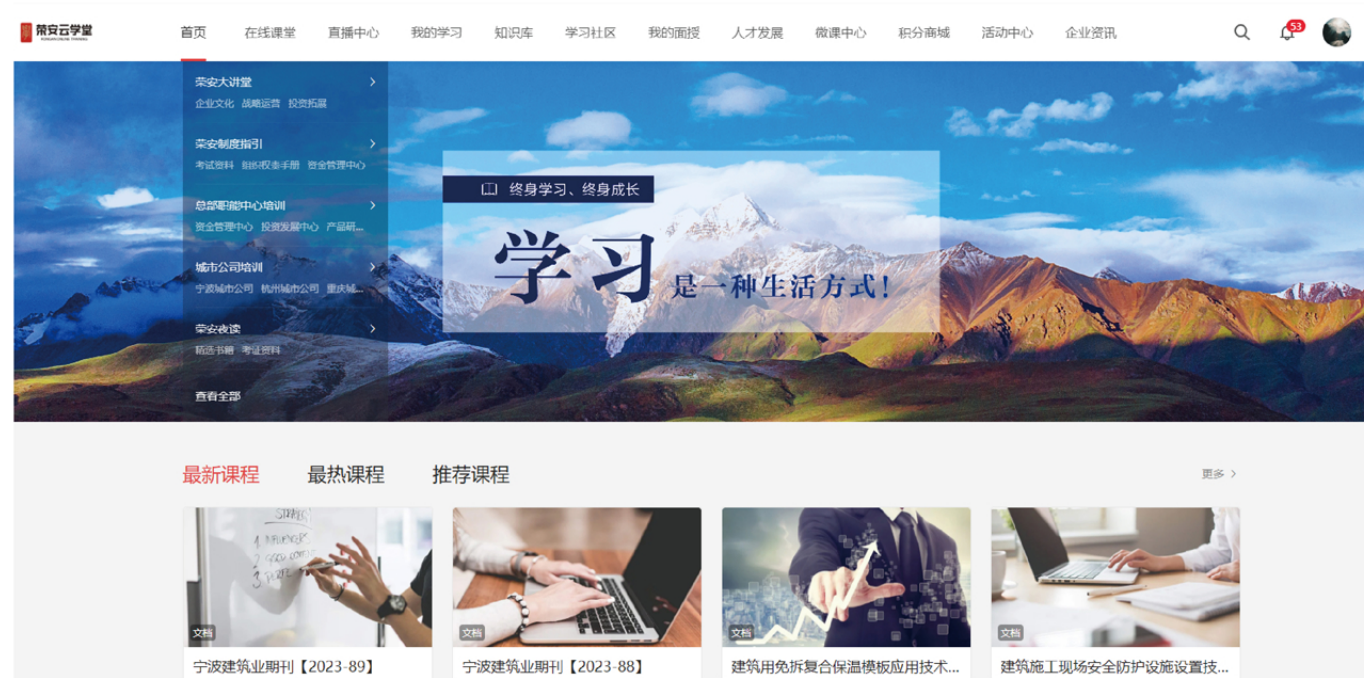 荣安云学堂
首页 在线课堂 直播中心 我的学习 知识库 学习社区 我的面授 人才发展 微课中心 积分商城 活动中心 企业资讯
53
荣安大讲堂
企业文化 战略运营 投资拓展
荣安制度指引
考试资料 组织权责手册 资金管理中心
总部职能中心培训
资金管理中心 投资发展中心 产品研...
城市公司培训
宁波城市公司 杭州城市公司 重庆城...
荣安夜读
精选书籍 考证资料
查看全部
终身学习、终身成长
学习是一种生活方式!
最新课程 最热课程 推荐课程
更多
文档
文档
文档
文档
宁波建筑业期刊【2023-89】
宁波建筑业期刊【2023-88】
建筑用免拆复合保温模板应用技术...
建筑施工现场安全防护设施设置技...